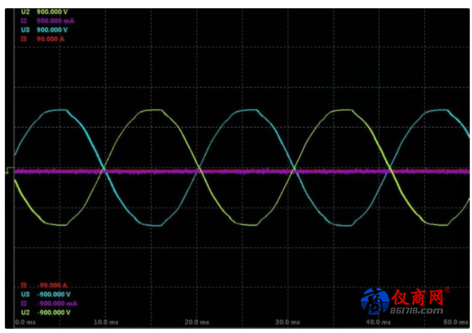 U2 900.000 V
I2 900.000 mA
U3 900.000 V
I3 90.000 A
I3 -90.000 A
U3 -900.000 V
I2 -900.000 mA
U2 -900.000 V
0.0 ms 10.0 ms 20.0 ms 30.0 ms 40.0 ms 50.0 ms
仪商网®
861718.com